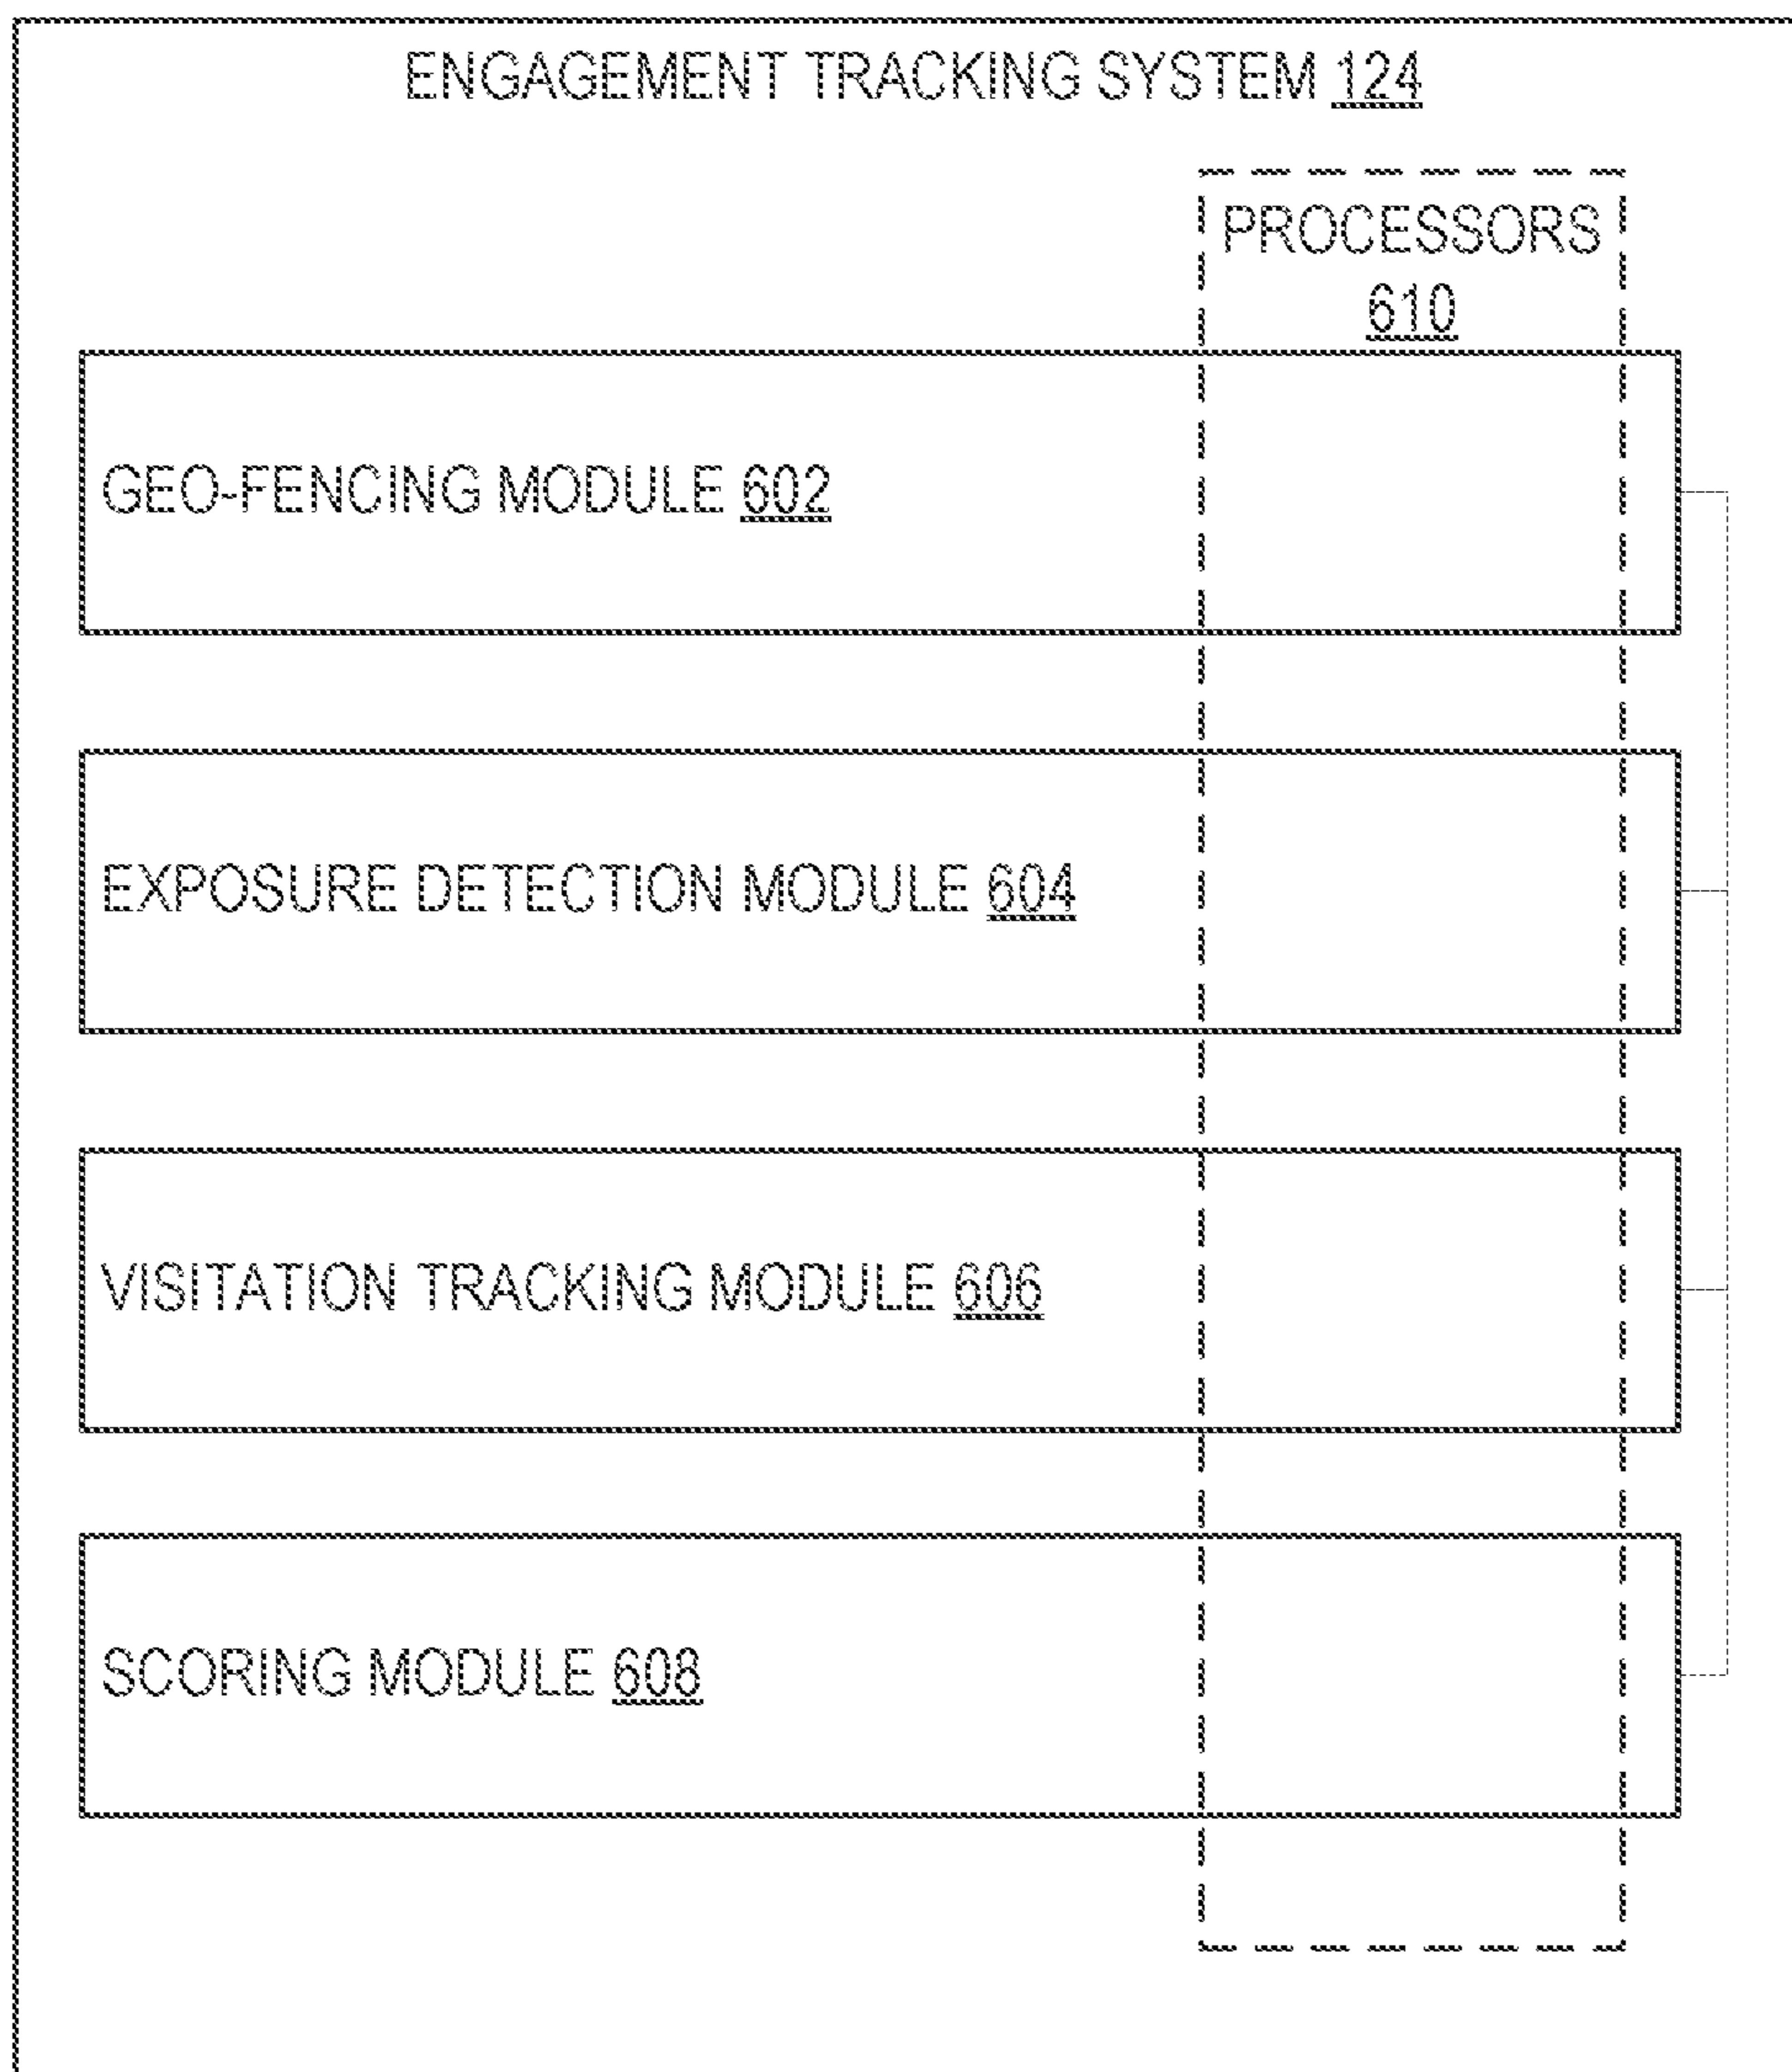 ENGAGEMENT TRACKING SYSTEM 124
PROCESSORS
610
GEO-FENCING MODULE 602
EXPOSURE DETECTION MODULE 604
VISITATION TRACKING MODULE 606
SCORING MODULE 608